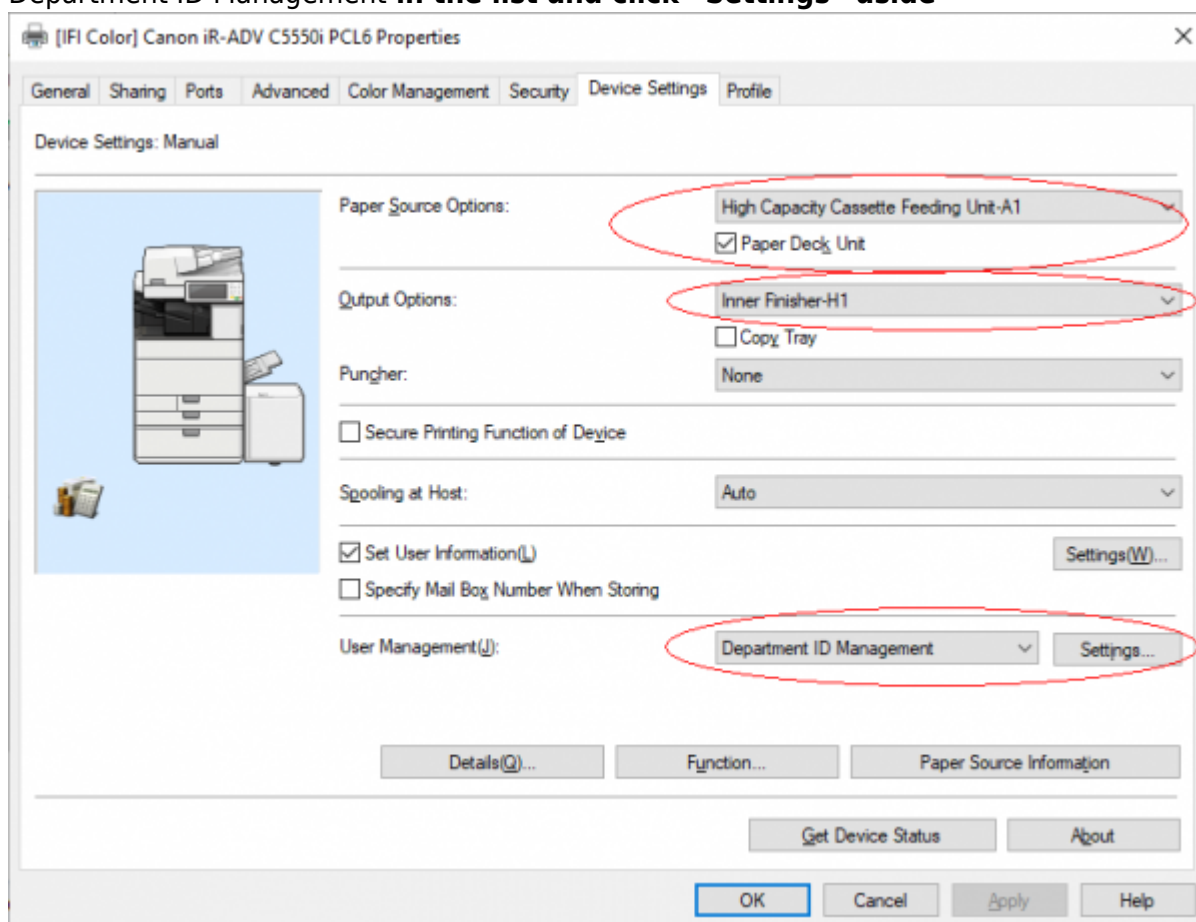 Department ID Management in the list and click "Settings" aside
[IFI Color] Canon iR-ADV C5550i PCL6 Properties
General Sharing Ports Advanced Color Management Security Device Settings Profile
Device Settings: Manual
Paper Source Options: High Capacity Cassette Feeding Unit-A1
Paper Deck Unit
Output Options: Inner Finisher-H1
Copy Tray
Puncher: None
Secure Printing Function of Device
Spooling at Host: Auto
Set User Information(L) Settings(W)...
Specify Mail Box Number When Storing
User Management(J): Department ID Management Settings...
Details(Q)... Function... Paper Source Information
Get Device Status About
OK Cancel Apply Help